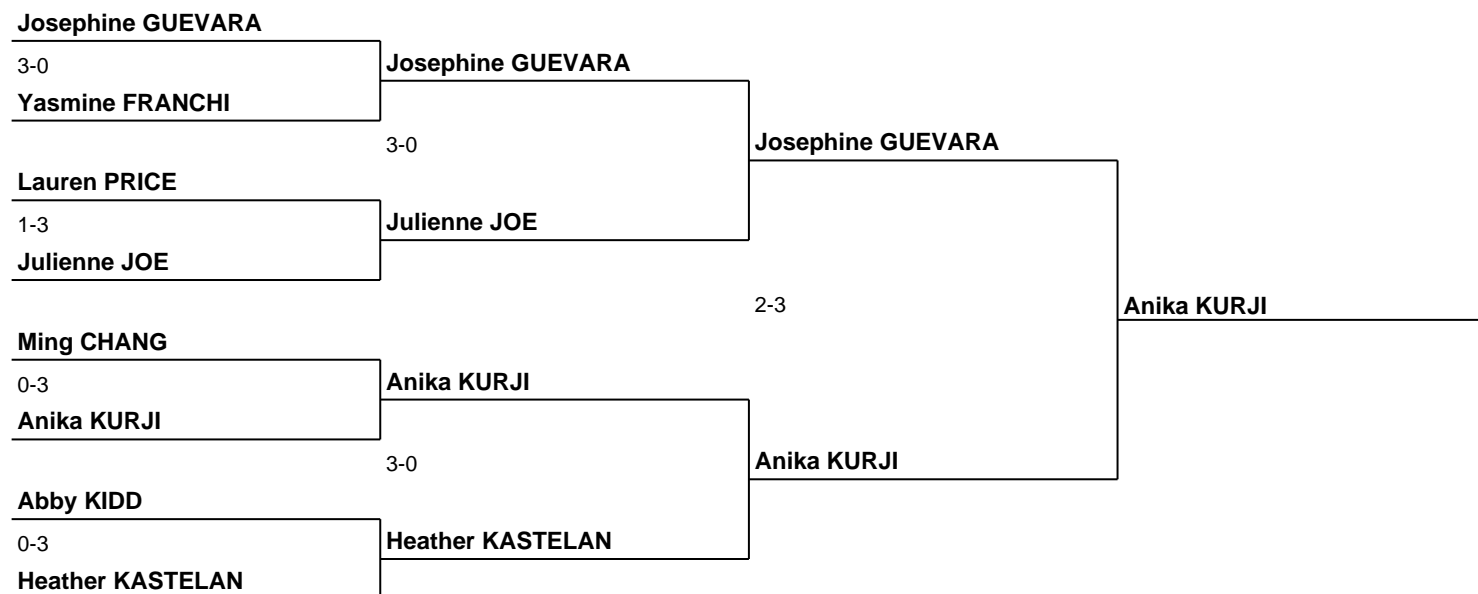 Josephine GUEVARA
3-0
Yasmine FRANCHI
Lauren PRICE
1-3
Julienne JOE
Ming CHANG
0-3
Anika KURJI
Abby KIDD
0-3
Heather KASTELAN
Josephine GUEVARA
3-0
Julienne JOE
Anika KURJI
3-0
Heather KASTELAN
Josephine GUEVARA
2-3
Anika KURJI
Anika KURJI